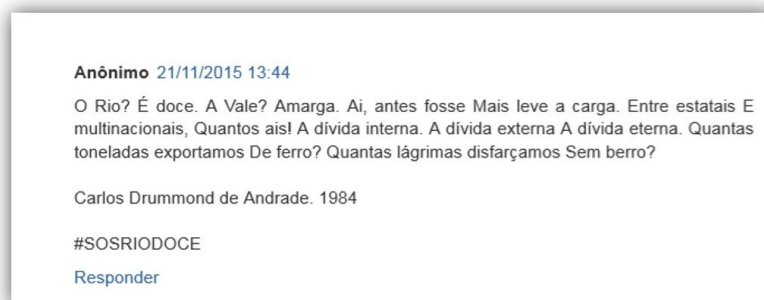 Anônimo 21/11/2015 13:44
O Rio? É doce. A Vale? Amarga. Ai, antes fosse Mais leve a carga. Entre estatais E
multinacionais, Quantos ais! A dívida interna. A dívida externa A dívida eterna. Quantas
toneladas exportamos De ferro? Quantas lágrimas disfarçamos Sem berro?
Carlos Drummond de Andrade. 1984
#SOSRIODOCE
Responder